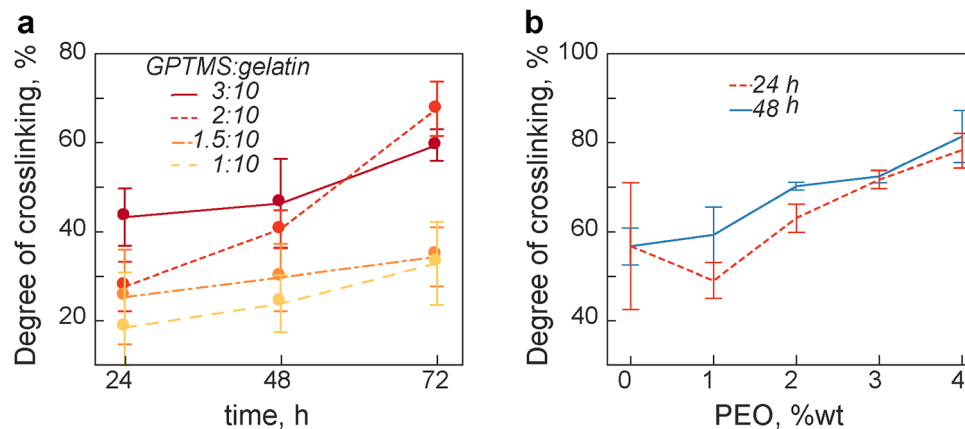 a
Degree of crosslinking, %
80
60
40
20
GPTMS:gelatin
3:10
2:10
1.5:10
1:10
24
48
72
time, h
b
Degree of crosslinking, %
100
80
60
40
24 h
48 h
0
1
2
3
4
PEO, %wt